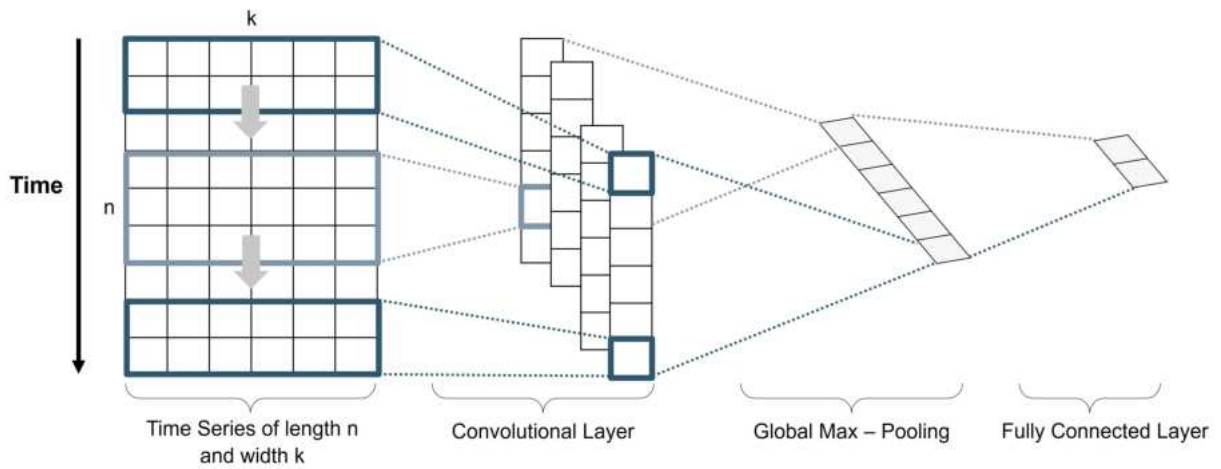 k
Time
n
Time Series of length n
and width k
Convolutional Layer
Global Max – Pooling
Fully Connected Layer